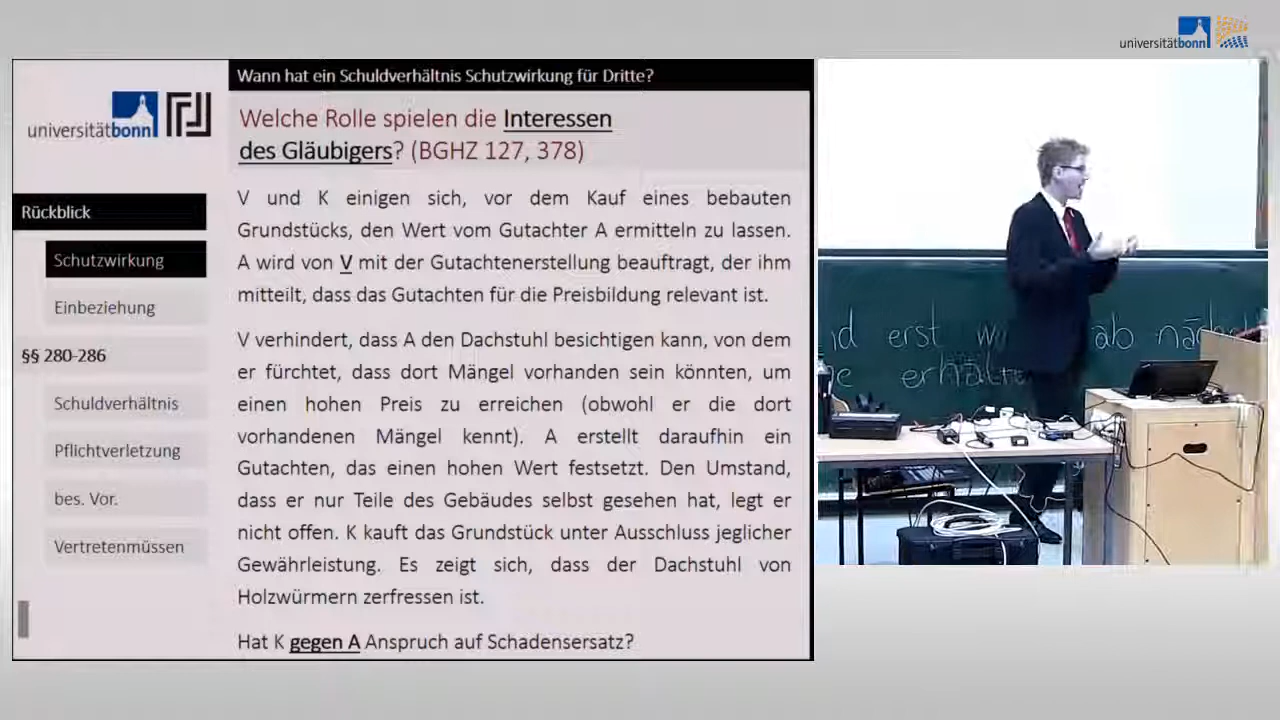 universitätbonn
Wann hat ein Schuldverhältnis Schutzwirkung für Dritte?
universitätbonn
Welche Rolle spielen die Interessen
des Gläubigers? (BGHZ 127, 378)
Rückblick
Schutzwirkung
Einbeziehung
§§ 280-286
Schuldverhältnis
Pflichtverletzung
bes. Vor.
Vertretenmüssen
V und K einigen sich, vor dem Kauf eines bebauten
Grundstücks, den Wert vom Gutachter A ermitteln zu lassen.
A wird von V mit der Gutachtenerstellung beauftragt, der ihm
mitteilt, dass das Gutachten für die Preisbildung relevant ist.
V verhindert, dass A den Dachstuhl besichtigen kann, von dem
er fürchtet, dass dort Mängel vorhanden sein könnten, um
einen hohen Preis zu erreichen (obwohl er die dort
vorhandenen Mängel kennt). A erstellt daraufhin ein
Gutachten, das einen hohen Wert festsetzt. Den Umstand,
dass er nur Teile des Gebäudes selbst gesehen hat, legt er
nicht offen. K kauft das Grundstück unter Ausschluss jeglicher
Gewährleistung. Es zeigt sich, dass der Dachstuhl von
Holzwürmern zerfressen ist.
Hat K gegen A Anspruch auf Schadensersatz?
erst ab